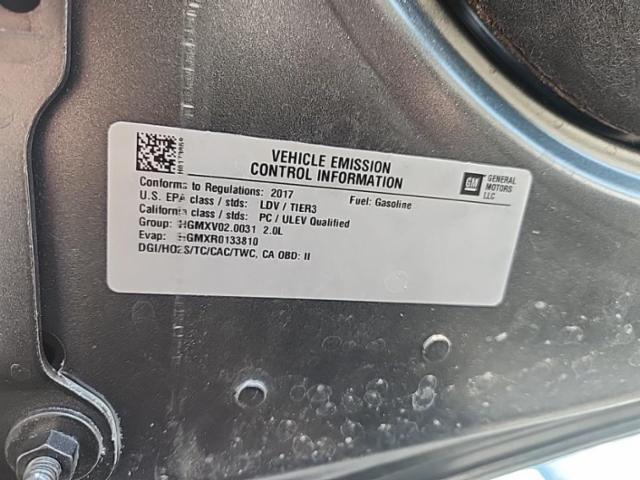 VEHICLE EMISSION
CONTROL INFORMATION
GM GENERAL
MOTORS
LLC
Conforms to Regulations: 2017 Fuel: Gasoline
U.S. EPA class / stds: LDV / TIER3
California class / stds: PC / ULEV Qualified
Group: HGMXV02.0031 2.0L
Evap: HGMXR0133810
DGI/HO2S/TC/CAC/TWC, CA OBD: II